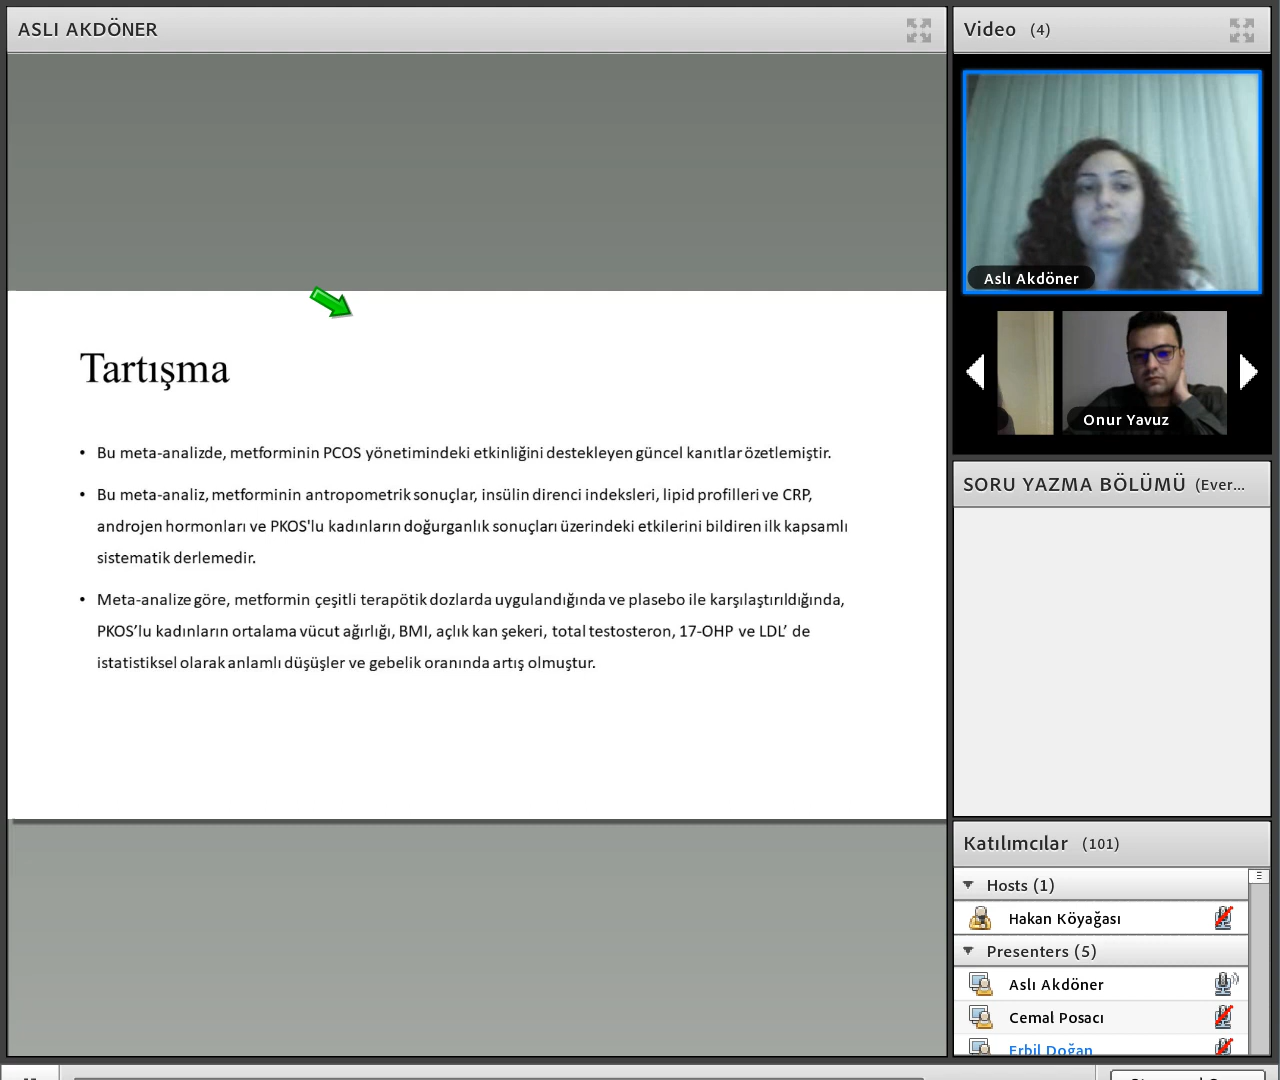 ASLI AKDÖNER
Tartışma
• Bu meta-analizde, metforminin PCOS yönetimindeki etkinliğini destekleyen güncel kanıtlar özetlemiştir.
• Bu meta-analiz, metforminin antropometrik sonuçlar, insülin direnci indeksleri, lipid profilleri ve CRP,
androjen hormonları ve PKOS'lu kadınların doğurganlık sonuçları üzerindeki etkilerini bildiren ilk kapsamlı
sistematik derlemedir.
• Meta-analize göre, metformin çeşitli terapötik dozlarda uygulandığında ve plasebo ile karşılaştırıldığında,
PKOS’lu kadınların ortalama vücut ağırlığı, BMI, açlık kan şekeri, total testosteron, 17-OHP ve LDL’ de
istatistiksel olarak anlamlı düşüşler ve gebelik oranında artış olmuştur.
Video (4)
Aslı Akdöner
Onur Yavuz
SORU YAZMA BÖLÜMÜ (Ever...
Katılımcılar (101)
Hosts (1)
Hakan Köyağası
Presenters (5)
Aslı Akdöner
Cemal Posacı
Erbil Doğan